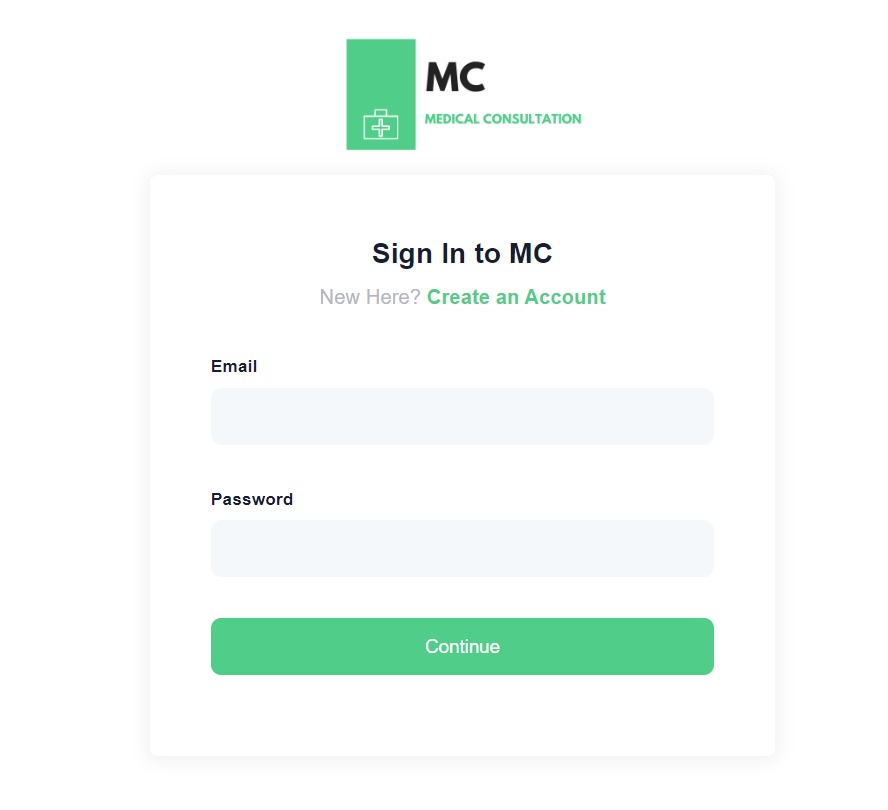 MC
MEDICAL CONSULTATION
Sign In to MC
New Here? Create an Account
Email
Password
Continue